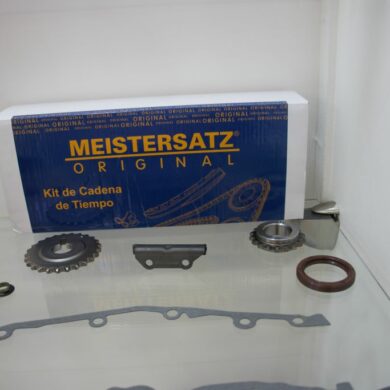 MEISTERSATZ®
ORIGINAL
Kit de Cadena
de Tiempo